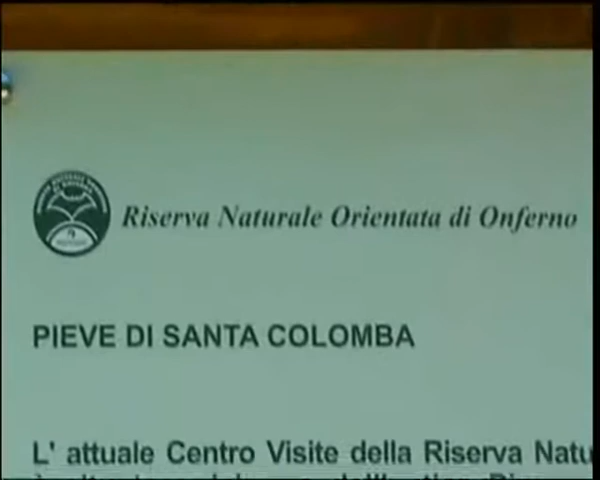 Riserva Naturale Orientata di Onferno
PIEVE DI SANTA COLOMBA
L' attuale Centro Visite della Riserva Natu